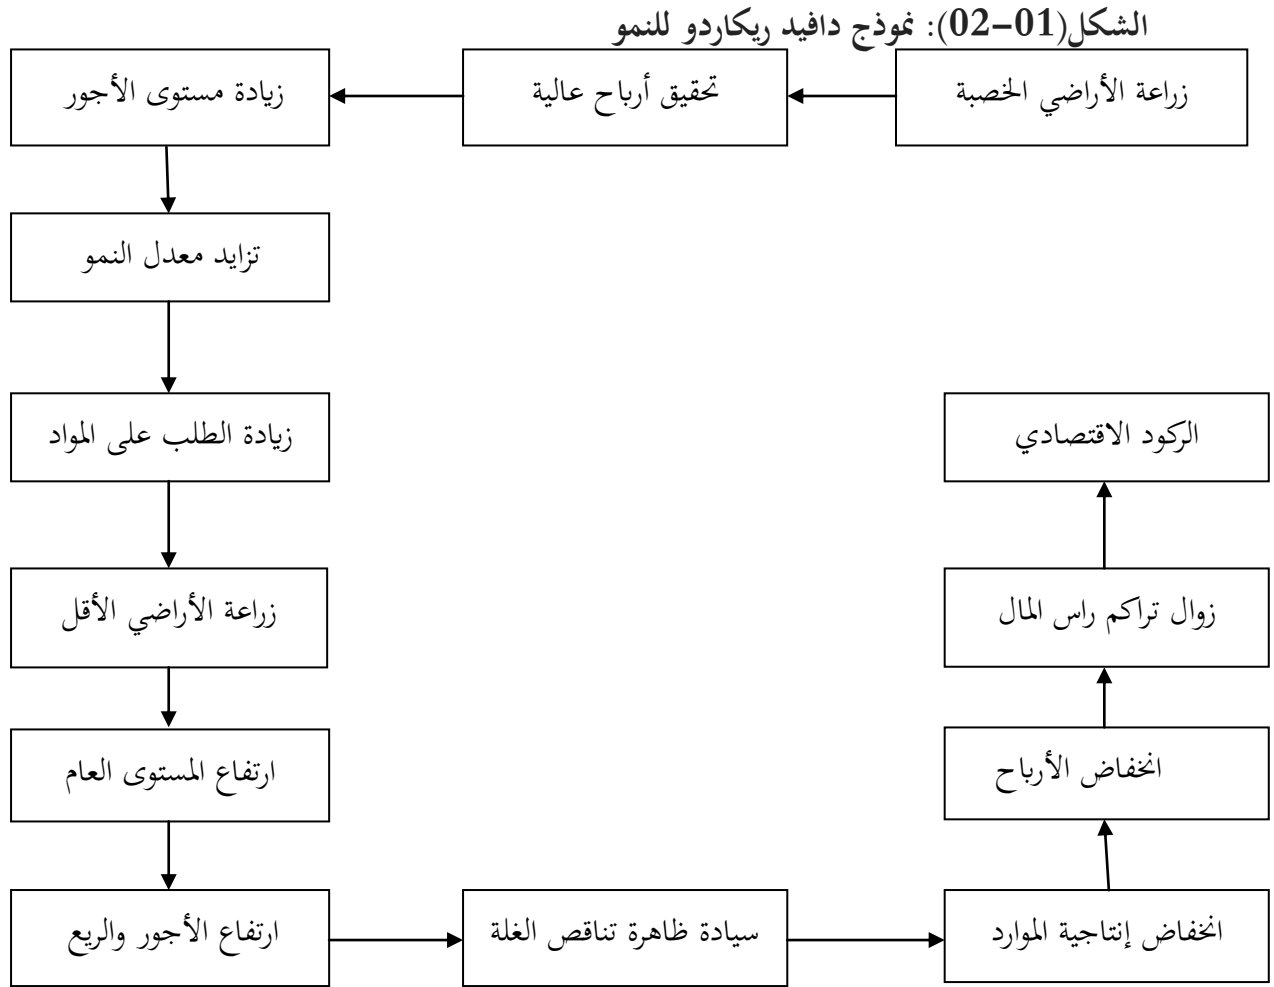 الشكل(01-02): نموذج دافيد ريكاردو للنمو
زراعة الأراضي الخصبة
تحقيق أرباح عالية
زيادة مستوى الأجور
تزايد معدل النمو
زيادة الطلب على المواد
زراعة الأراضي الأقل
ارتفاع المستوى العام
ارتفاع الأجور والريع
سيادة ظاهرة تناقص الغلة
انخفاض إنتاجية الموارد
انخفاض الأرباح
زوال تراكم راس المال
الركود الاقتصادي